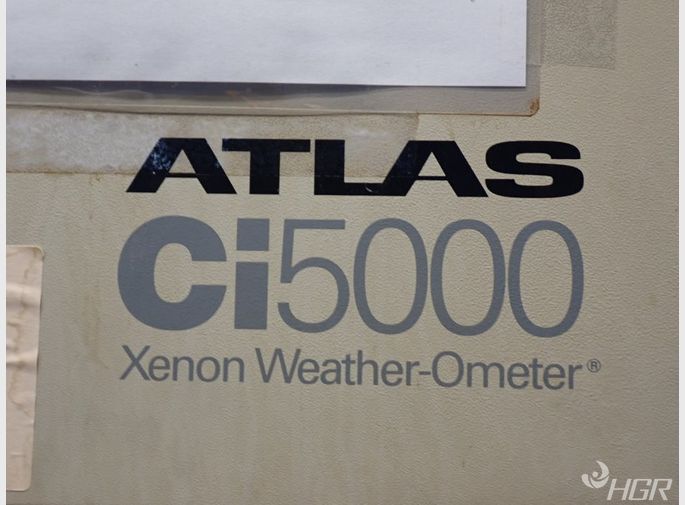 ATLAS
Ci5000
Xenon Weather-Ometer®
HGR